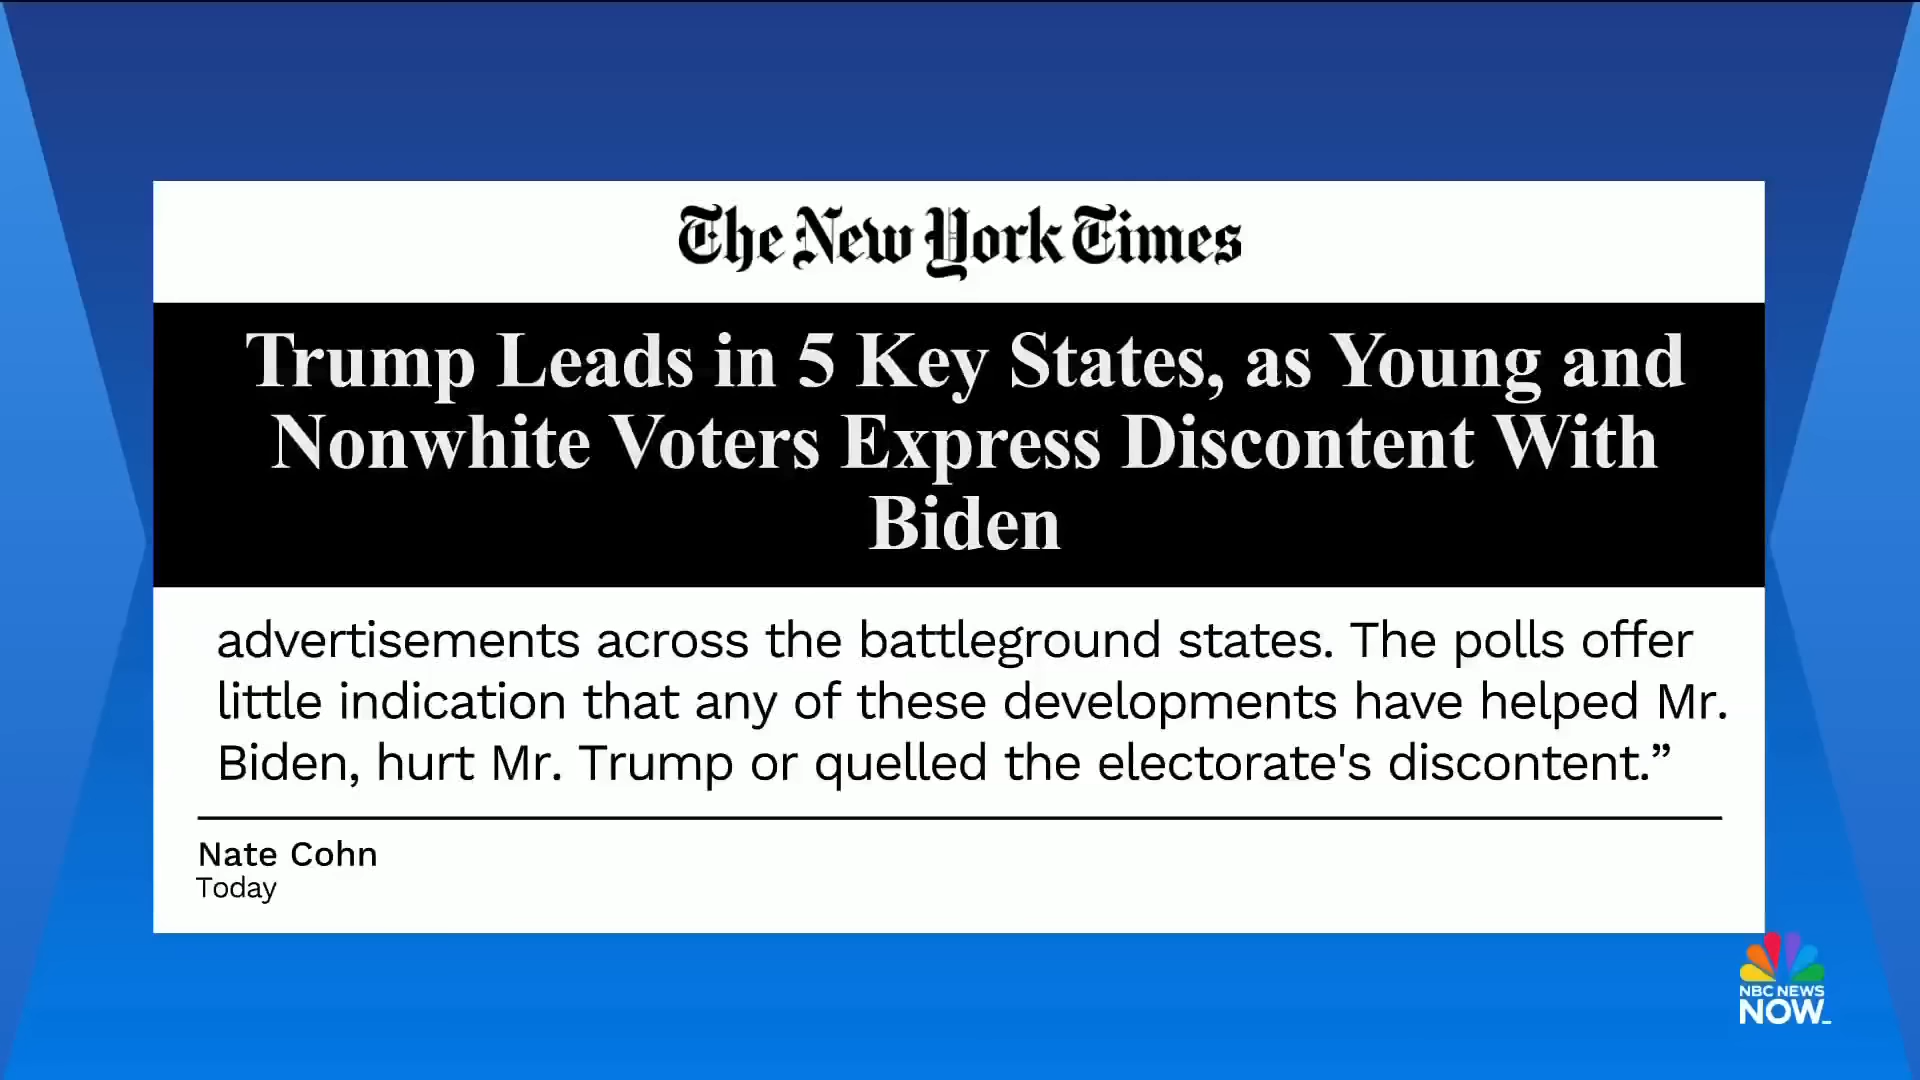 The New York Times
Trump Leads in 5 Key States, as Young and
Nonwhite Voters Express Discontent With
Biden
advertisements across the battleground states. The polls offer
little indication that any of these developments have helped Mr.
Biden, hurt Mr. Trump or quelled the electorate's discontent.”
Nate Cohn
Today
NBC NEWS
NOW